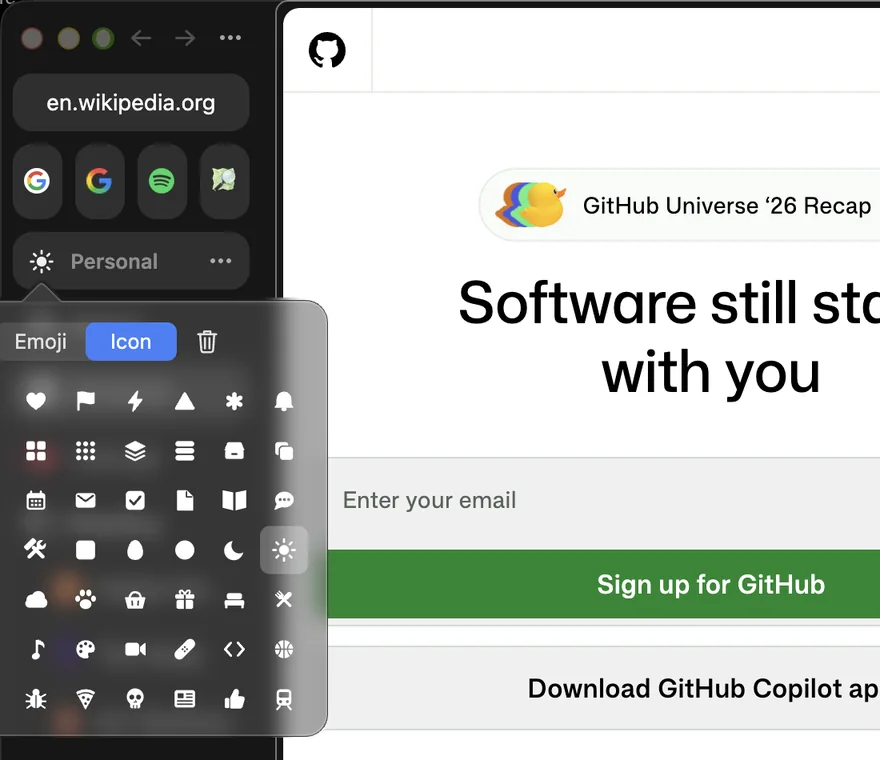 en.wikipedia.org
Personal
Emoji
Icon
GitHub Universe ‘26 Recap
Software still sta
with you
Enter your email
Sign up for GitHub
Download GitHub Copilot ap